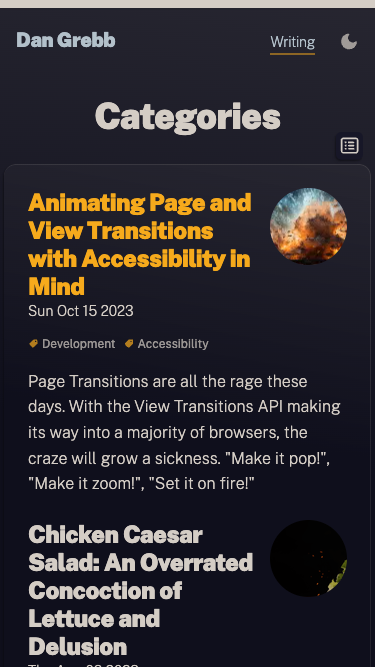 Dan Grebb
Writing
Categories
Animating Page and
View Transitions
with Accessibility in
Mind
Sun Oct 15 2023
Development Accessibility
Page Transitions are all the rage these
days. With the View Transitions API making
its way into a majority of browsers, the
craze will grow a sickness. "Make it pop!",
"Make it zoom!", "Set it on fire!"
Chicken Caesar
Salad: An Overrated
Concoction of
Lettuce and
Delusion